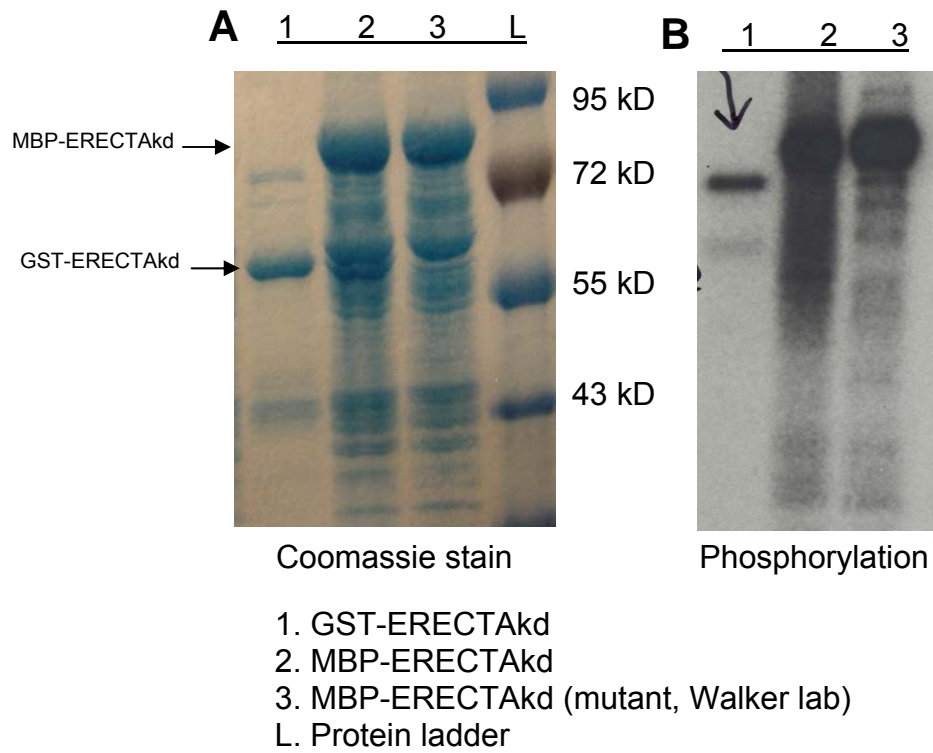 A 1 2 3 L
B 1 2 3
MBP-ERECTAkd
GST-ERECTAkd
95 kD
72 kD
55 kD
43 kD
Coomassie stain
Phosphorylation
1. GST-ERECTAkd
2. MBP-ERECTAkd
3. MBP-ERECTAkd (mutant, Walker lab)
L. Protein ladder